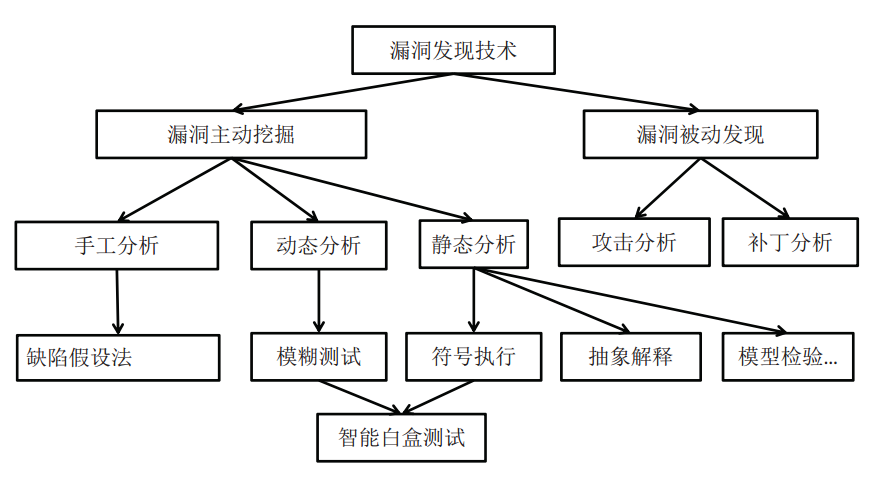 漏洞发现技术
漏洞主动挖掘
漏洞被动发现
手工分析
动态分析
静态分析
攻击分析
补丁分析
缺陷假设法
模糊测试
符号执行
抽象解释
模型检验...
智能白盒测试